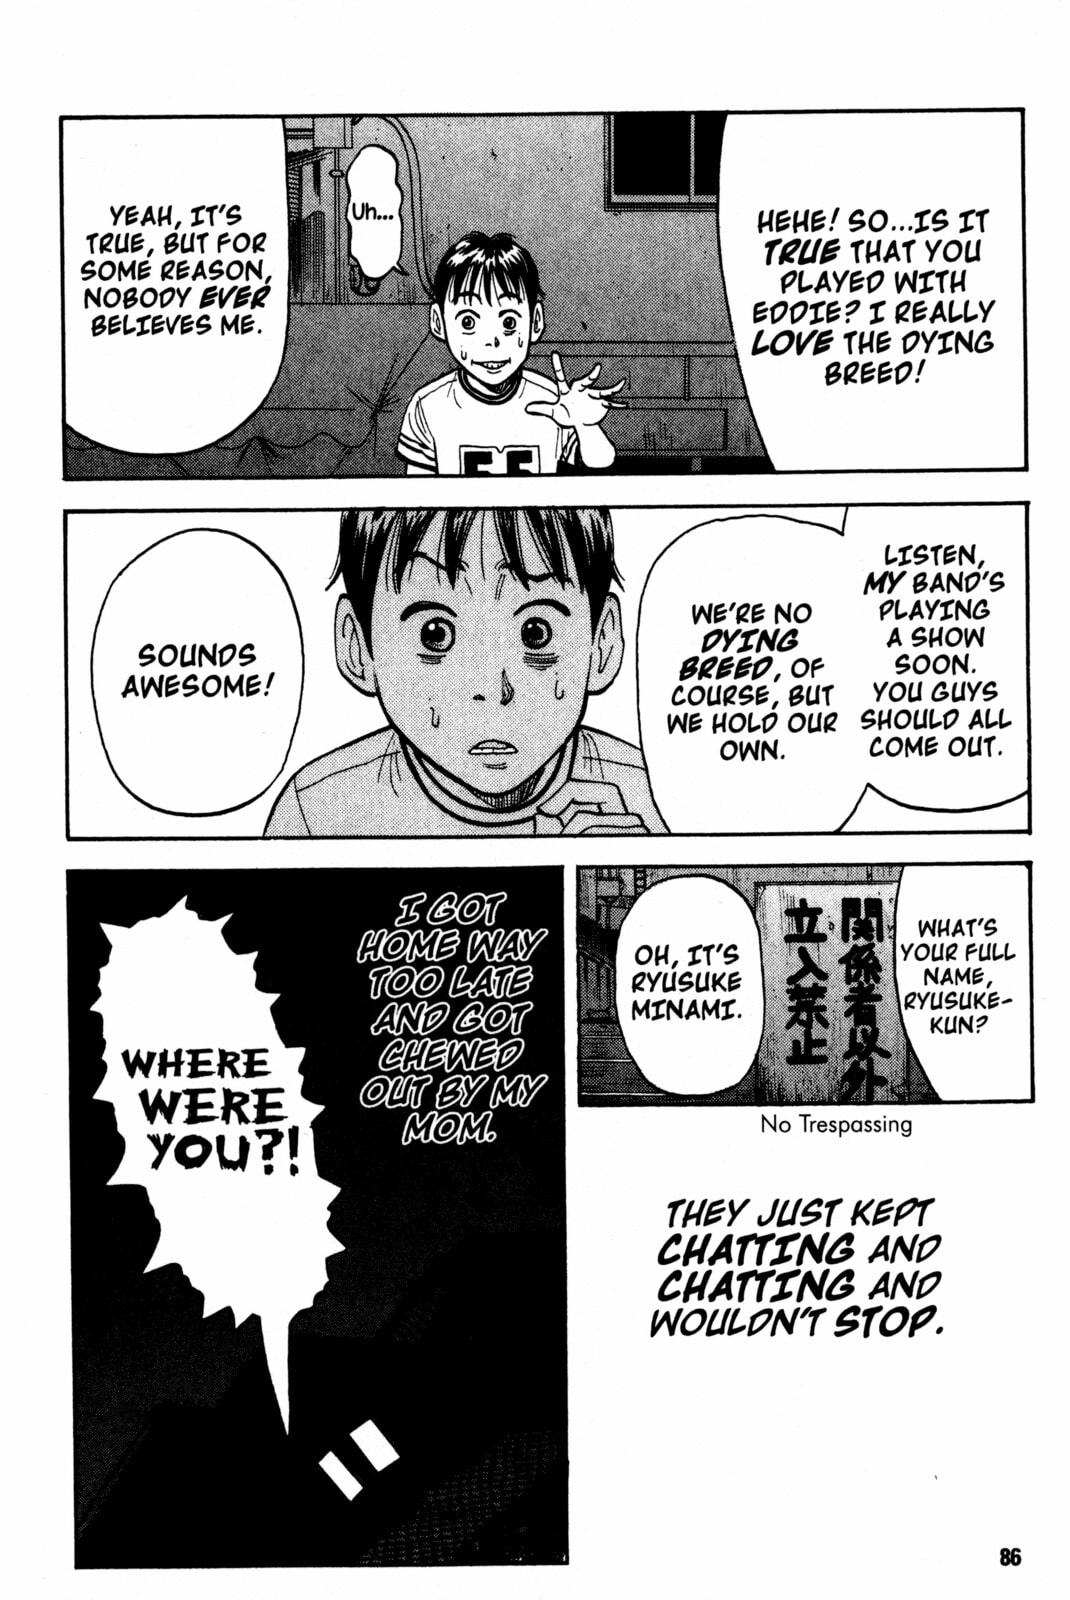 HEHE! SO...IS IT
TRUE THAT YOU
PLAYED WITH
EDDIE? I REALLY
LOVE THE DYING
BREED!
Uh...
YEAH, IT'S
TRUE, BUT FOR
SOME REASON,
NOBODY EVER
BELIEVES ME.
55
LISTEN,
MY BAND'S
PLAYING
A SHOW
SOON.
YOU GUYS
SHOULD ALL
COME OUT.
WE'RE NO
DYING
BREED, OF
COURSE, BUT
WE HOLD OUR
OWN.
SOUNDS
AWESOME!
WHAT'S
YOUR FULL
NAME,
RYUSUKE-
KUN?
関係者以外
立入禁止
OH, IT'S
RYUSUKE
MINAMI.
No Trespassing
THEY JUST KEPT
CHATTING AND
CHATTING AND
WOULDN'T STOP.
I GOT
HOME WAY
TOO LATE
AND GOT
CHEWED
OUT BY MY
MOM.
WHERE
WERE
YOU?!
86